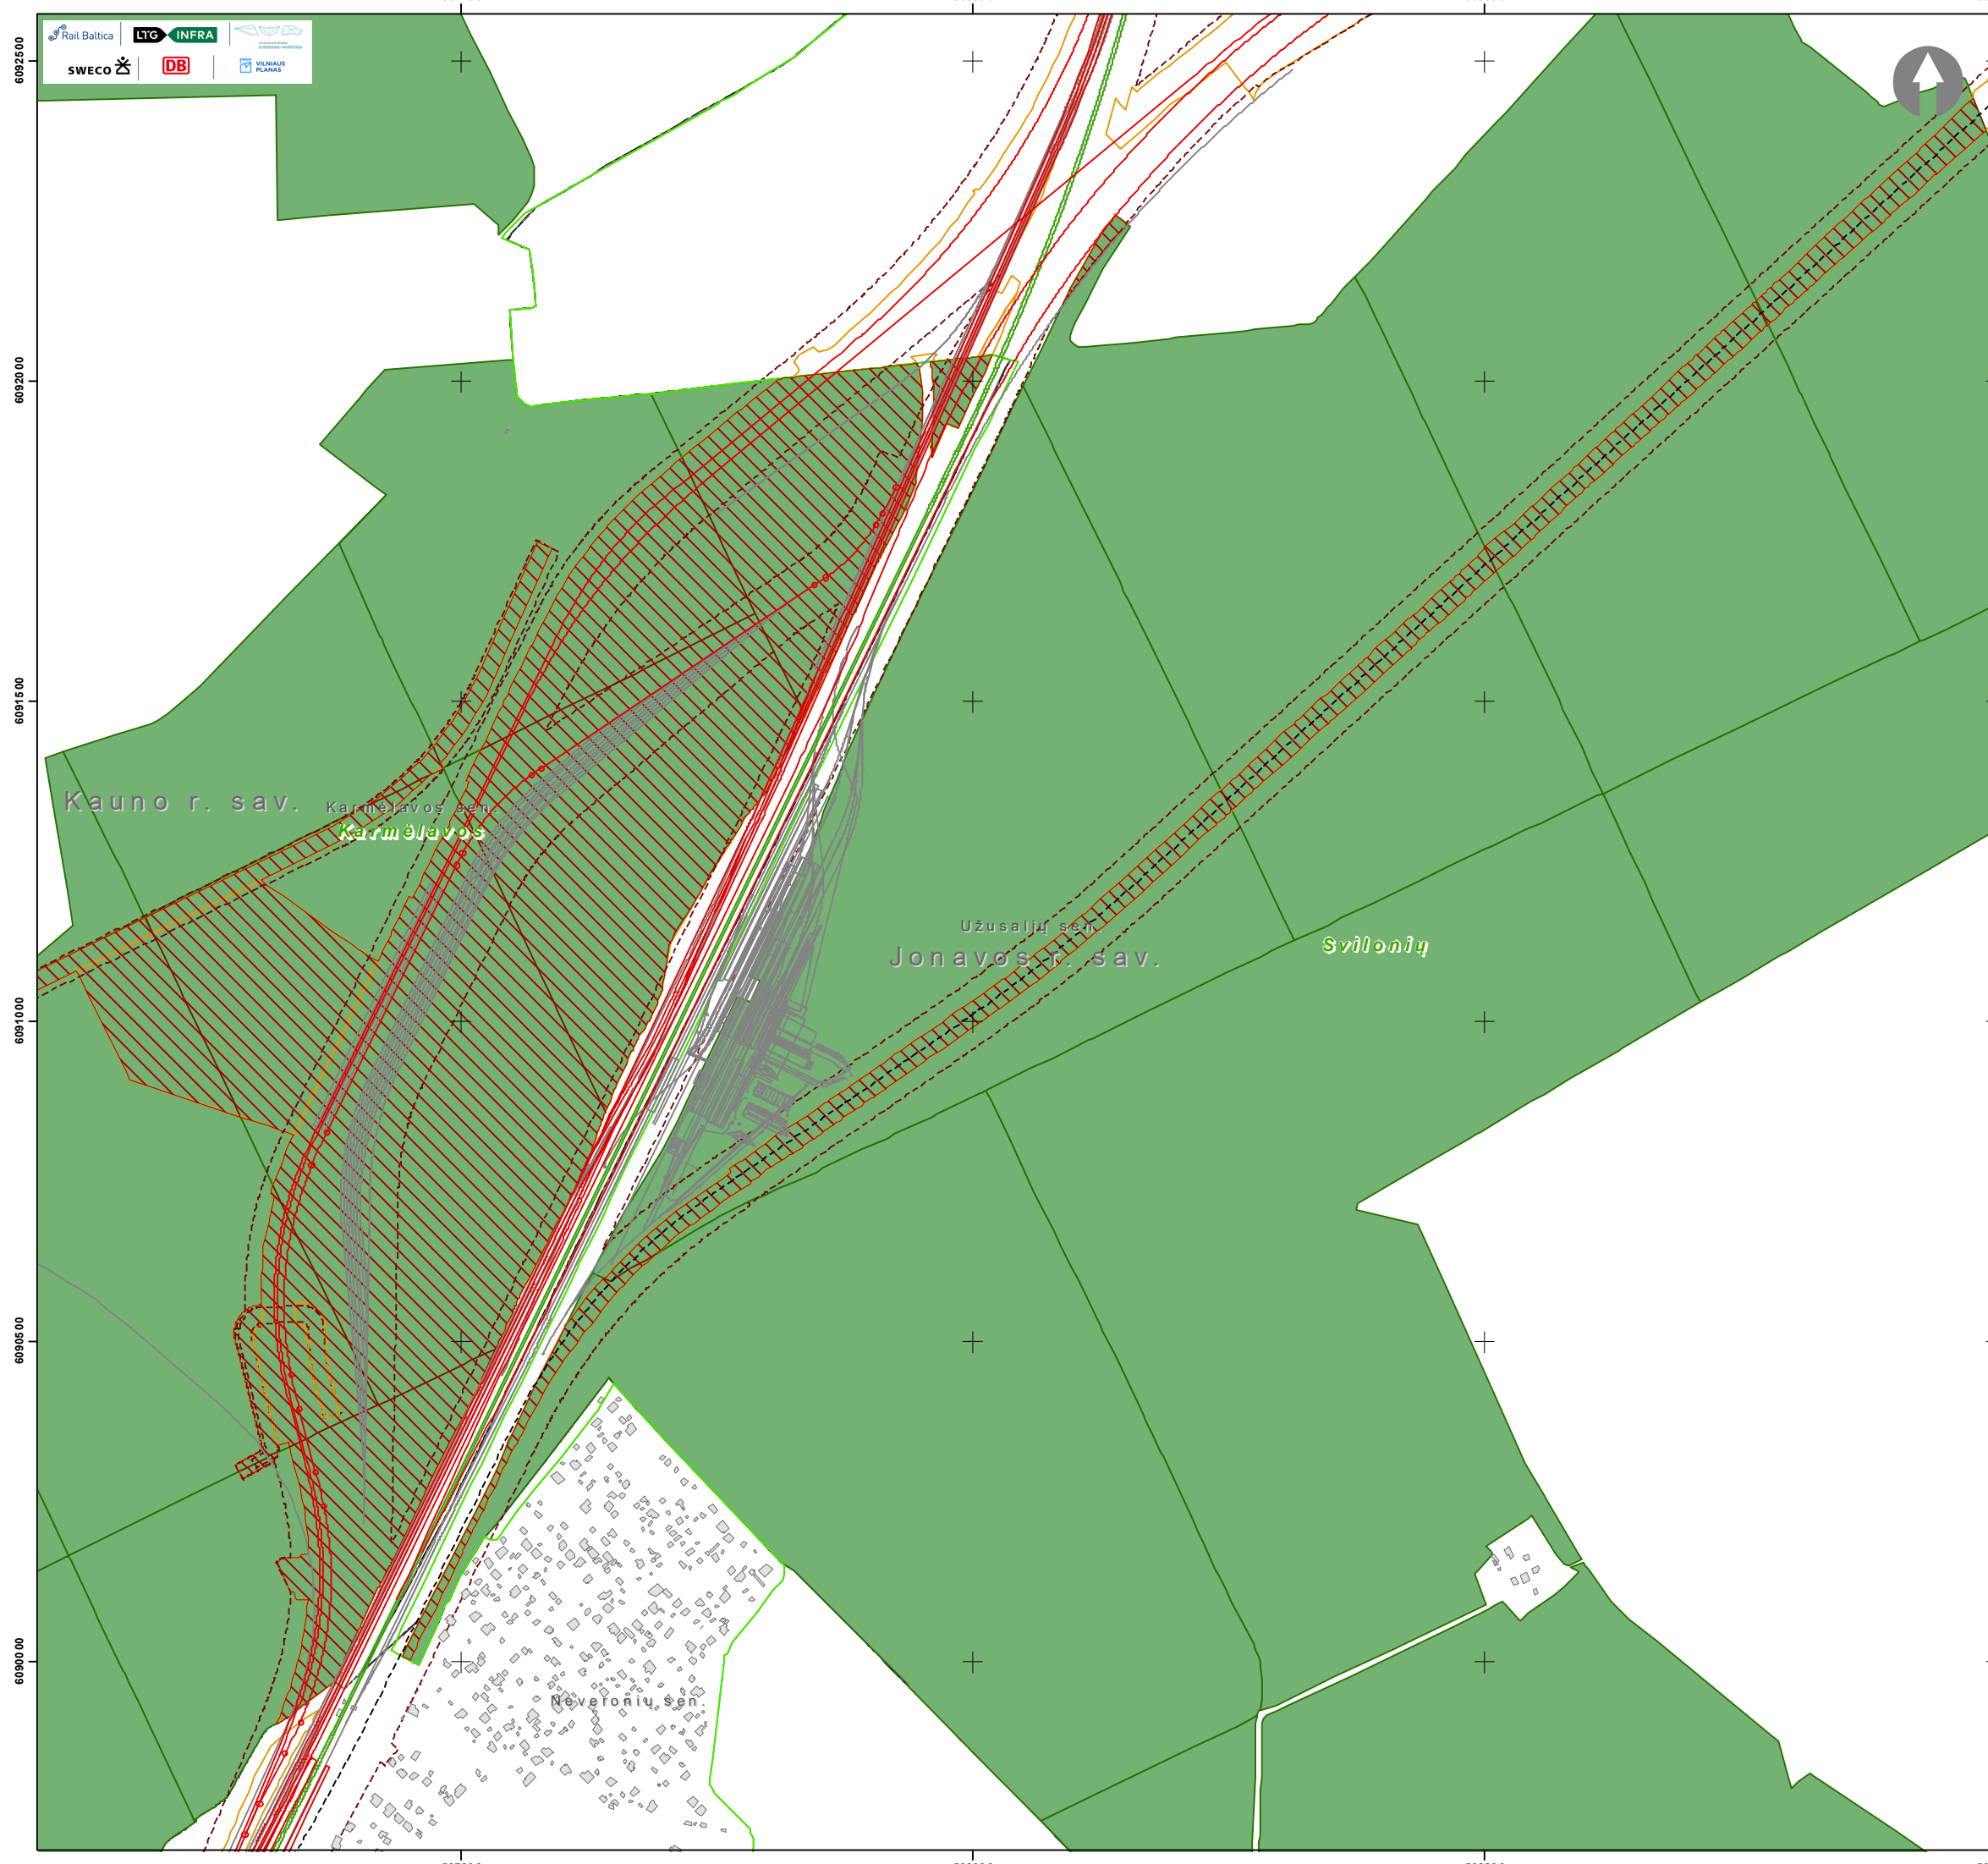 Rail Baltica
LTG INFRA
SWECO
DB
VILNIAUS
PLANAS
6092500
6092000
6091500
6091000
6090500
6090000
Kauno r. sav.
Karmėlavos sen.
Karmėlavos
Užusalių sen.
Jonavos r. sav.
Svilonių
Neveronių sen.